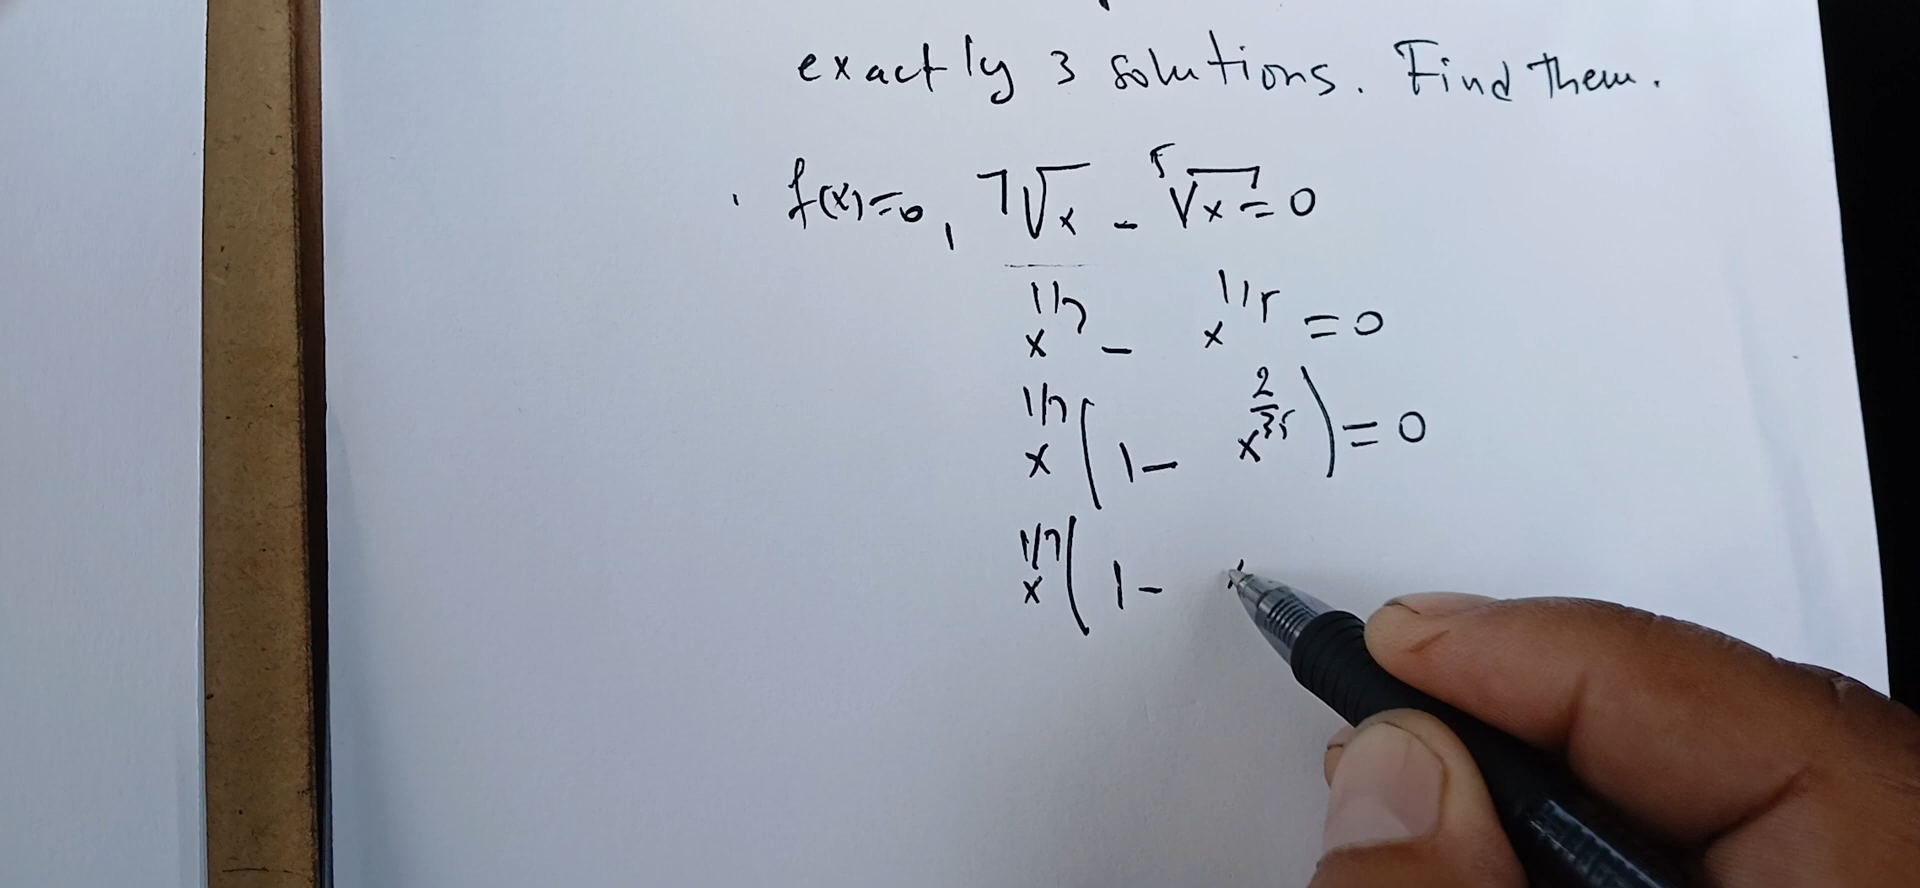 exactly 3 solutions. Find them.
. f(x)=0, 7√x - 5√x = 0
x^1/7 - x^1/5 = 0
x^1/7 (1 - x^2/35) = 0
x^1/7 (1 - x